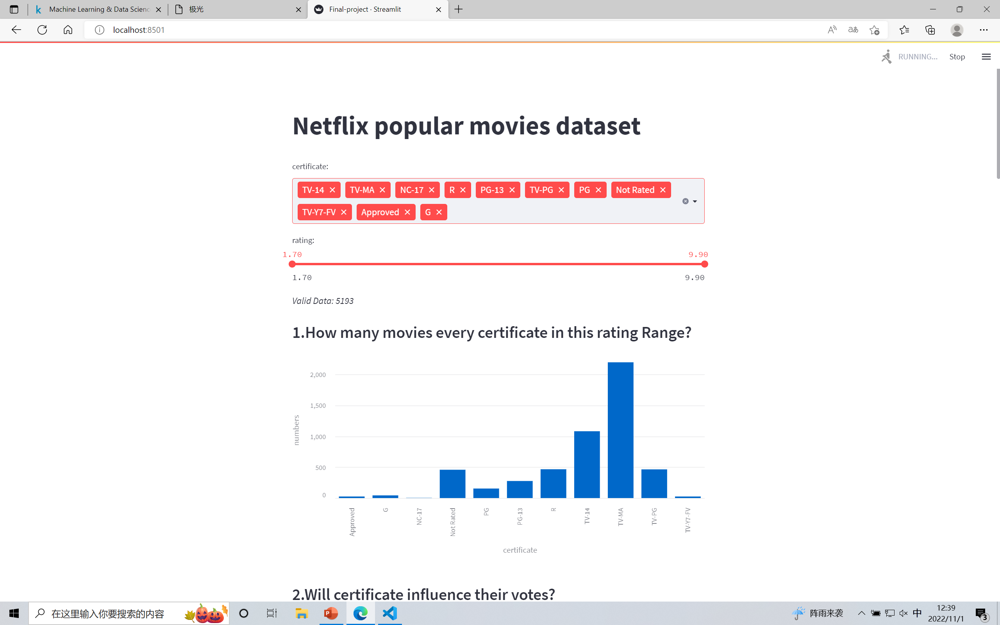 Machine Learning & Data Scienc
极光
Final-project · Streamlit
localhost:8501
RUNNING...
Stop
Netflix popular movies dataset
certificate:
TV-14 TV-MA NC-17 R PG-13 TV-PG PG Not Rated
TV-Y7-FV Approved G
rating:
1.70 9.90
1.70 9.90
Valid Data: 5193
1.How many movies every certificate in this rating Range?
2,000
1,500
1,000
500
0
numbers
Approved G NC-17 Not Rated PG PG-13 R TV-14 TV-MA TV-PG TV-Y7-FV
certificate
2.Will certificate influence their votes?
在这里输入你要搜索的内容
阵雨来袭
中
12:39
2022/11/1
3